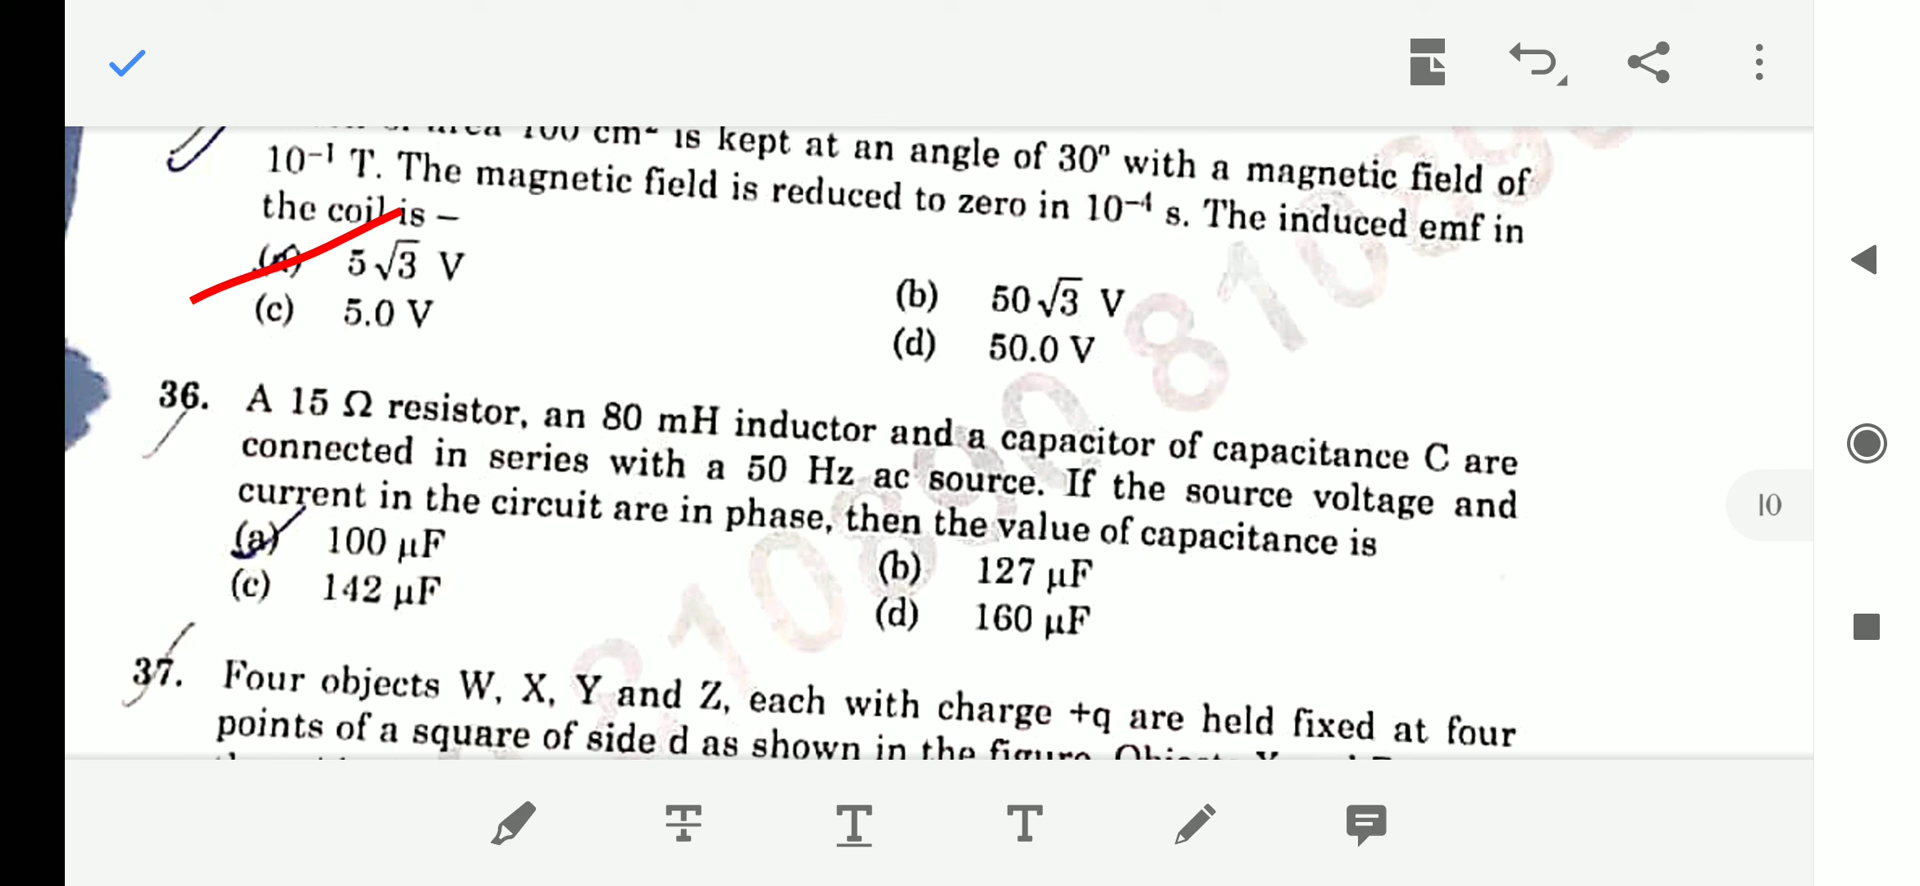 area 100 cm² is kept at an angle of 30° with a magnetic field of
10⁻¹ T. The magnetic field is reduced to zero in 10⁻⁴ s. The induced emf in
the coil is –
(a) 5√3 V
(b) 50√3 V
(c) 5.0 V
(d) 50.0 V
36. A 15 Ω resistor, an 80 mH inductor and a capacitor of capacitance C are
connected in series with a 50 Hz ac source. If the source voltage and
current in the circuit are in phase, then the value of capacitance is
(a) 100 µF
(b) 127 µF
(c) 142 µF
(d) 160 µF
37. Four objects W, X, Y and Z, each with charge +q are held fixed at four
points of a square of side d as shown in the figure.
10